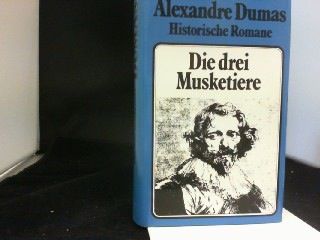 Alexandre Dumas
Historische Romane
Die drei
Musketiere